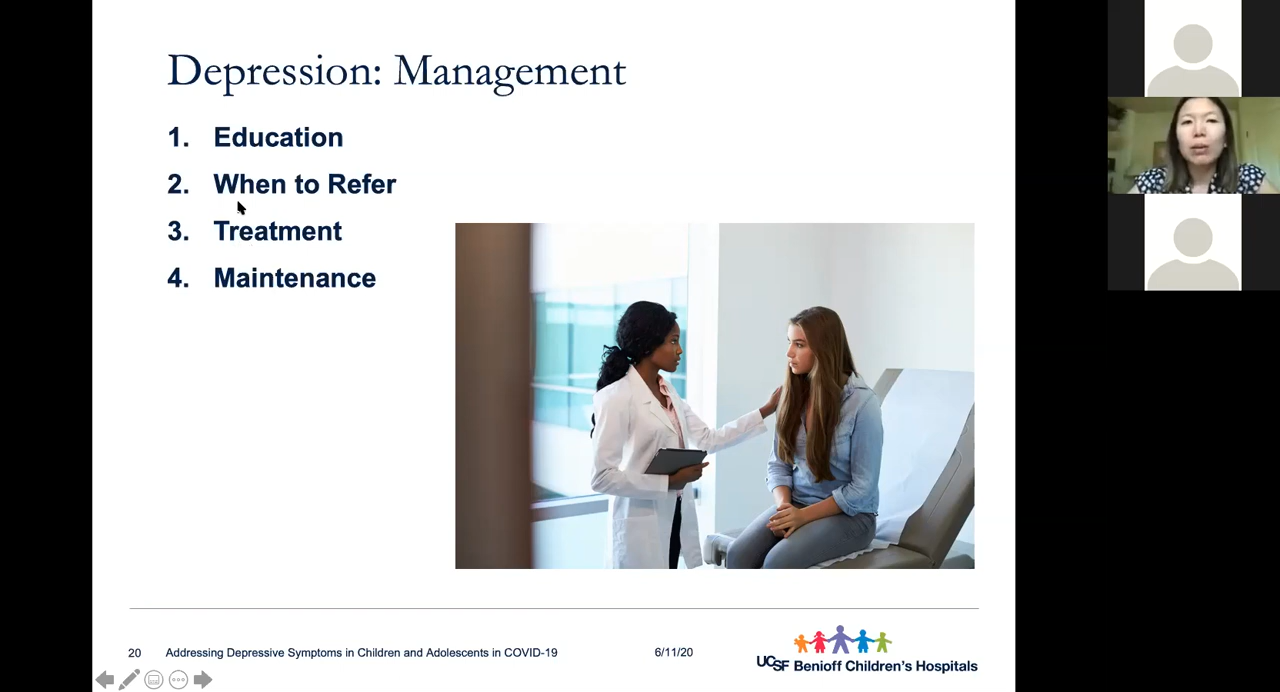 Depression: Management
1. Education
2. When to Refer
3. Treatment
4. Maintenance
20 Addressing Depressive Symptoms in Children and Adolescents in COVID-19 6/11/20
UCSF Benioff Children's Hospitals